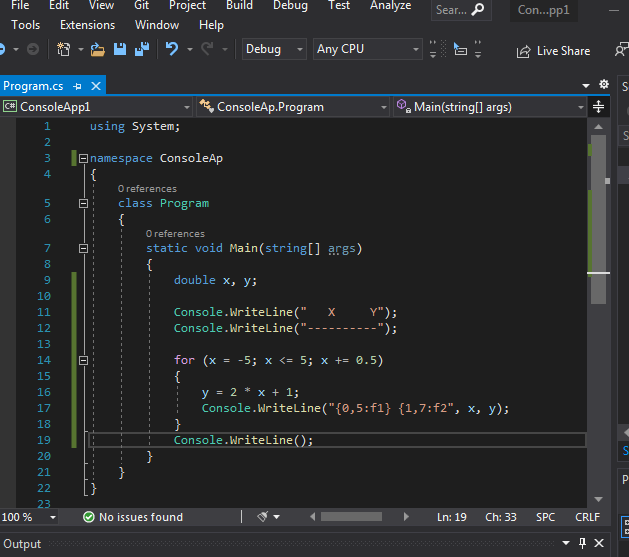 File Edit View Git Project Build Debug Test Analyze Sear... Con...pp1
Tools Extensions Window Help
Debug Any CPU Live Share
Program.cs
C# ConsoleApp1 ConsoleAp.Program Main(string[] args)
1 using System;
2
3 namespace ConsoleAp
4 {
0 references
5 class Program
6 {
0 references
7 static void Main(string[] args)
8 {
9 double x, y;
10
11 Console.WriteLine("   X     Y");
12 Console.WriteLine("----------");
13
14 for (x = -5; x <= 5; x += 0.5)
15 {
16 y = 2 * x + 1;
17 Console.WriteLine("{0,5:f1} {1,7:f2", x, y);
18 }
19 Console.WriteLine();
20 }
21 }
22 }
23
100 % No issues found Ln: 19 Ch: 33 SPC CRLF
Output